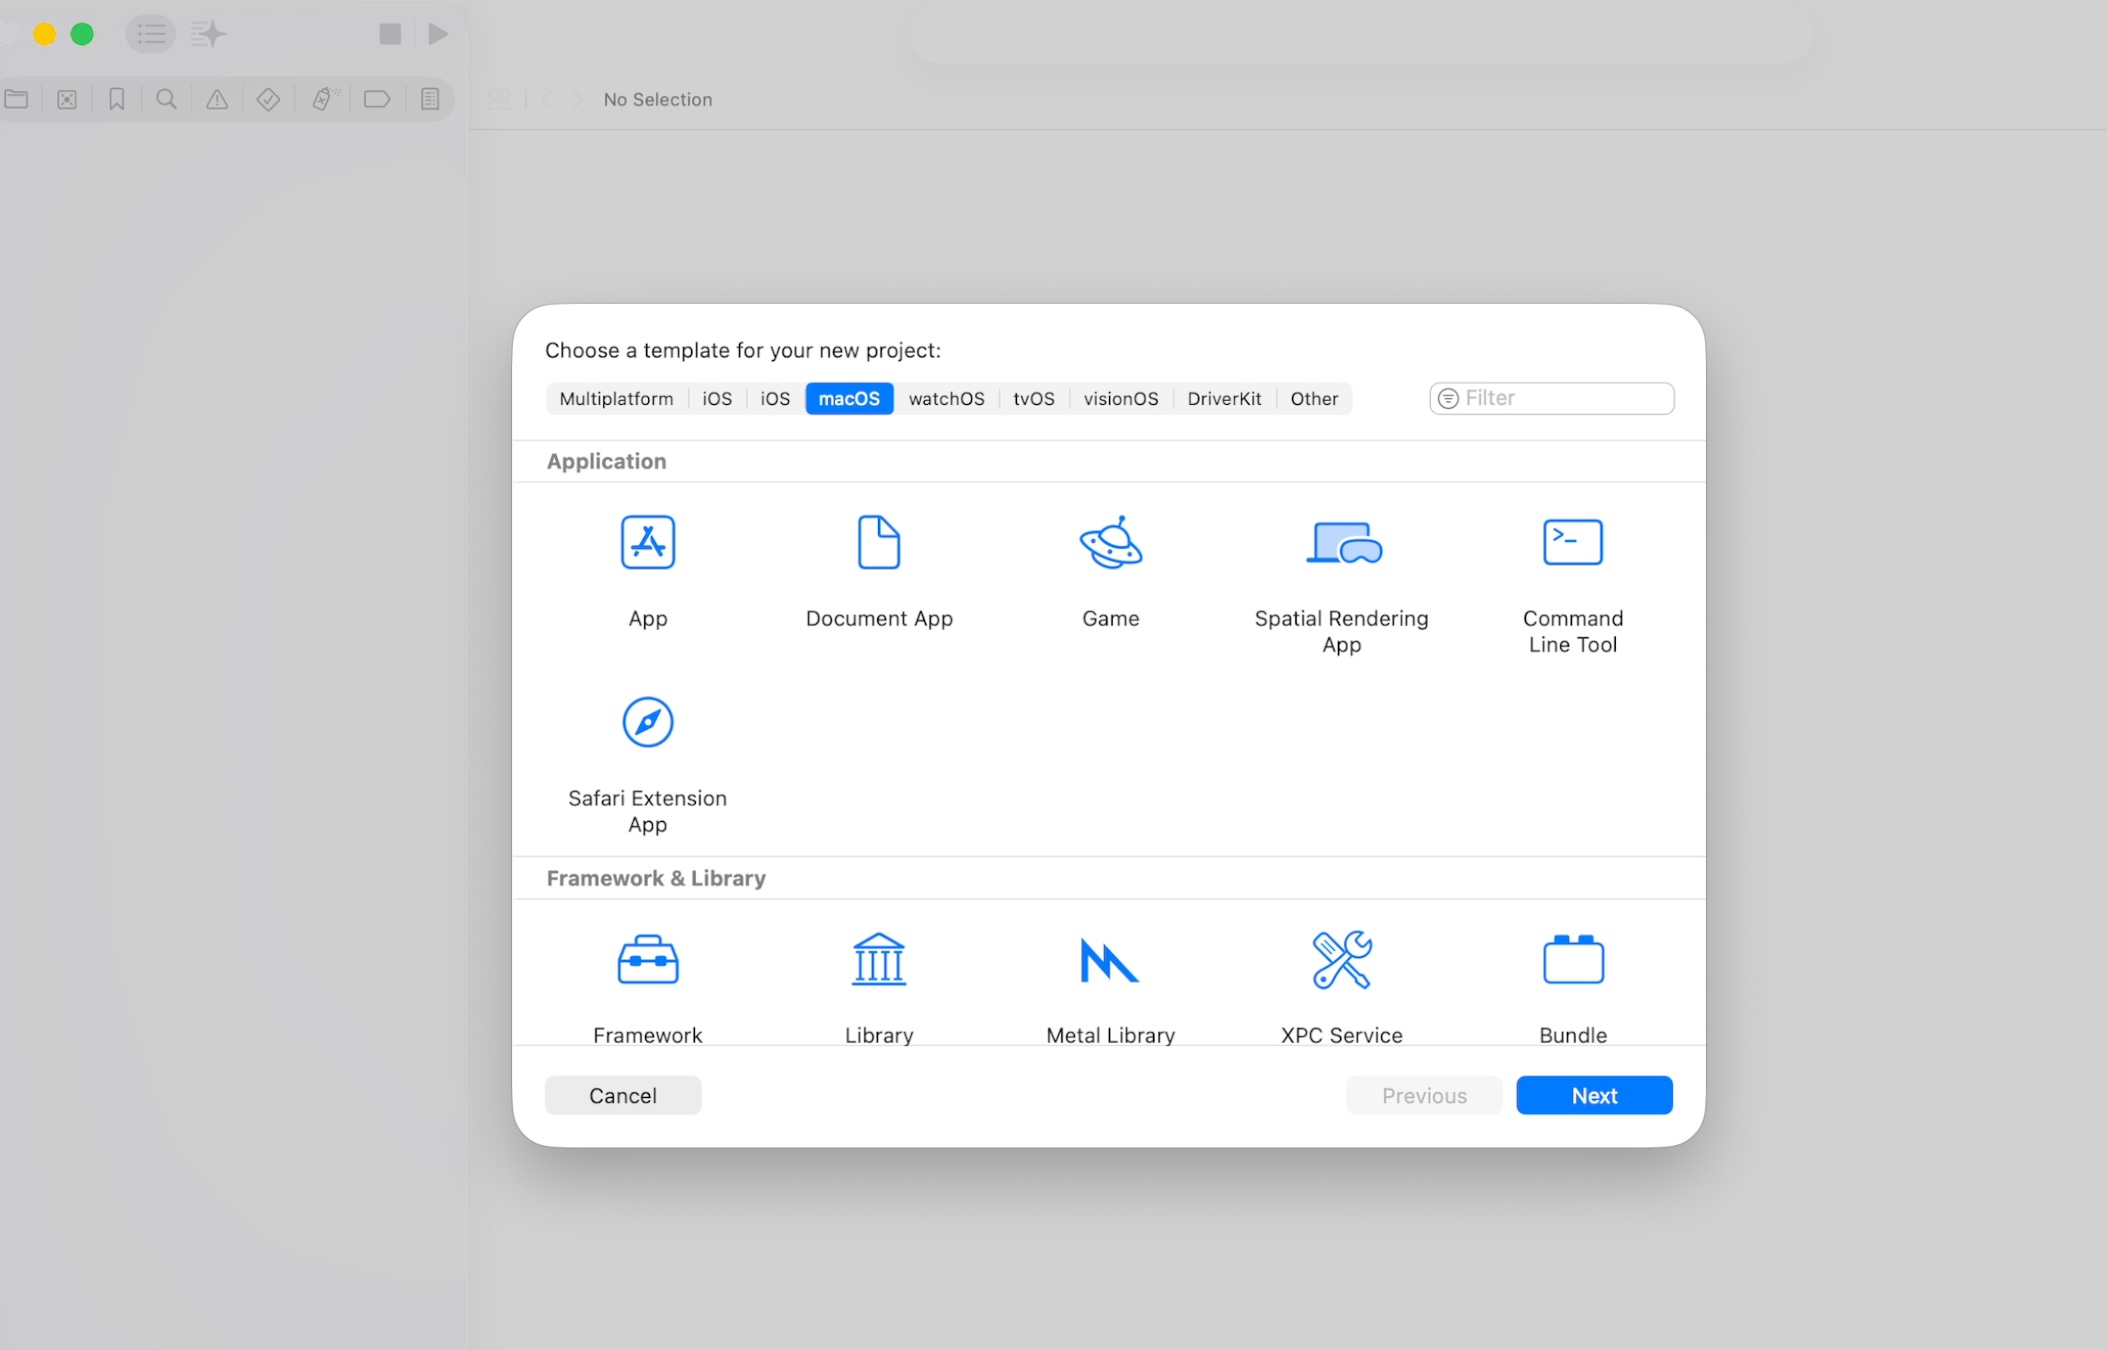 No Selection
Choose a template for your new project:
Multiplatform iOS iOS macOS watchOS tvOS visionOS DriverKit Other
Filter
Application
App
Document App
Game
Spatial Rendering
App
Command
Line Tool
Safari Extension
App
Framework & Library
Framework
Library
Metal Library
XPC Service
Bundle
Cancel
Previous
Next